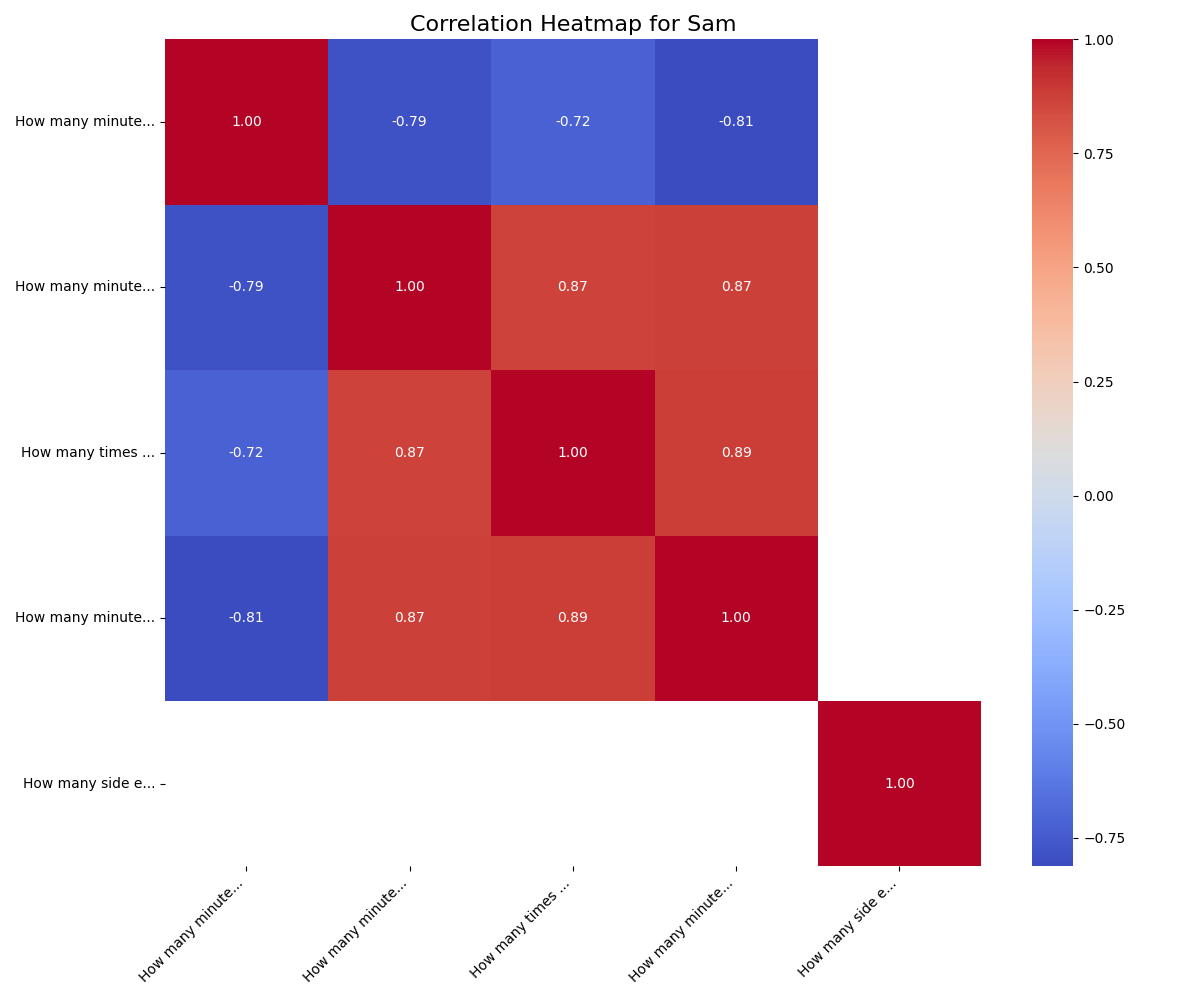 Correlation Heatmap for Sam
How many minute... 1.00 -0.79 -0.72 -0.81
How many minute... -0.79 1.00 0.87 0.87
How many times ... -0.72 0.87 1.00 0.89
How many minute... -0.81 0.87 0.89 1.00
How many side e... 1.00
How many minute...
How many minute...
How many times ...
How many minute...
How many side e...
1.00
0.75
0.50
0.25
0.00
−0.25
−0.50
−0.75